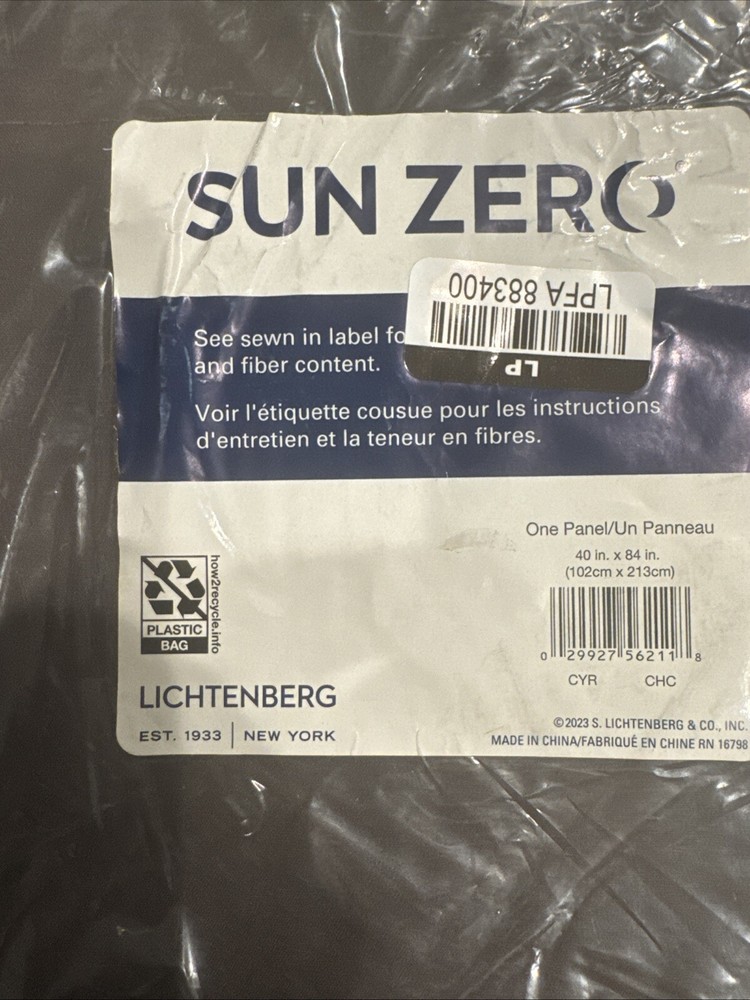 SUN ZERO
LPFA 883400
LP
See sewn in label fo
and fiber content.
Voir l'étiquette cousue pour les instructions
d'entretien et la teneur en fibres.
One Panel/Un Panneau
40 in. x 84 in.
(102cm x 213cm)
how2recycle.info
PLASTIC
BAG
0 29927 56211 8
CYR CHC
LICHTENBERG
EST. 1933 | NEW YORK
©2023 S. LICHTENBERG & CO., INC.
MADE IN CHINA/FABRIQUÉ EN CHINE RN 16798